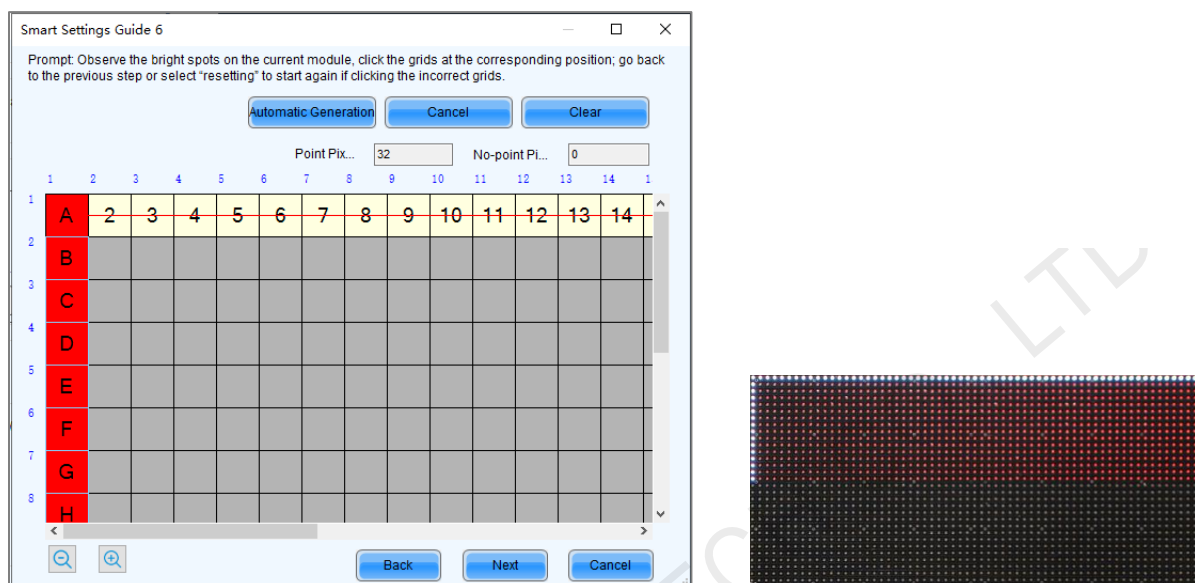 Smart Settings Guide 6
Prompt: Observe the bright spots on the current module, click the grids at the corresponding position; go back
to the previous step or select “resetting” to start again if clicking the incorrect grids.
Automatic Generation Cancel Clear
Point Pix... 32 No-point Pi... 0
1 2 3 4 5 6 7 8 9 10 11 12 13 14 1
1 A 2 3 4 5 6 7 8 9 10 11 12 13 14
2 B
3 C
4 D
5 E
6 F
7 G
8 H
Back Next Cancel
LTD